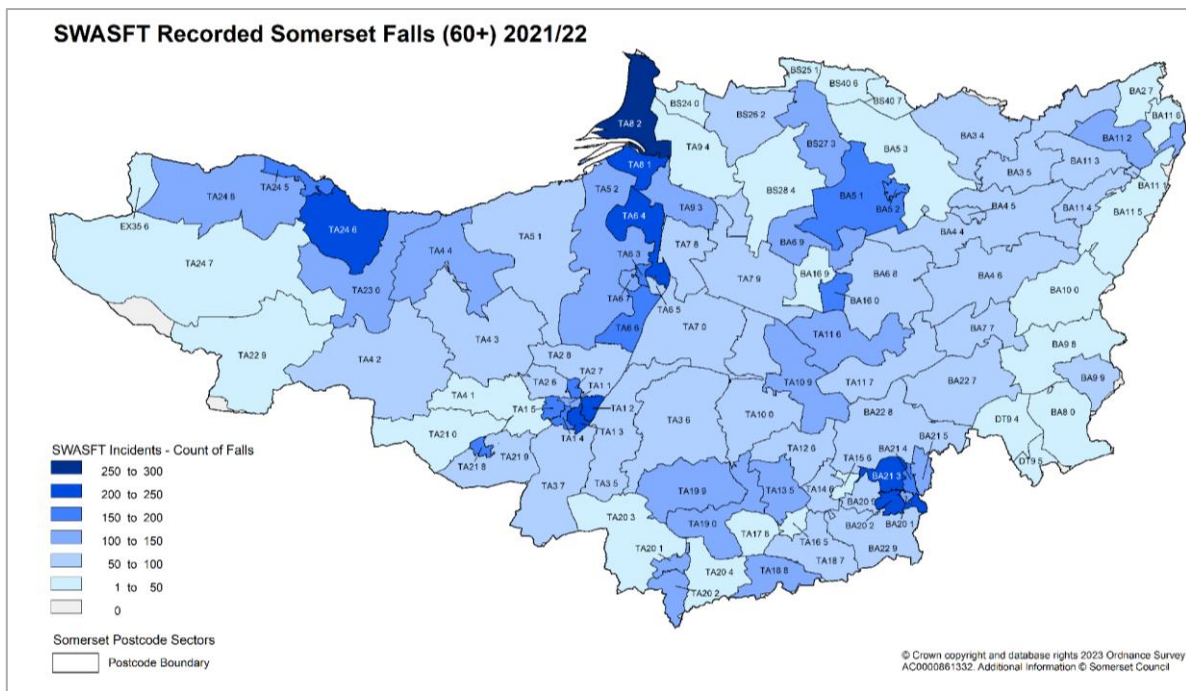 SWASFT Recorded Somerset Falls (60+) 2021/22
BS25 1
BS40 6
BS40 7
BS24 0
BS26 2
BA2 7
BA11 6
TA8 2
BA11 2
BA3 4
TA9 4
BS27 3
BA5 3
BA11 3
TA8 1
BA3 5
BA11 1
TA24 5
TA5 2
BS28 4
BA5 1
TA24 8
BA5 2
BA4 5
BA11 4
BA11 5
EX35 6
TA24 6
TA6 4
TA9 3
TA4 4
TA5 1
TA7 8
BA6 9
BA4 4
TA24 7
TA6 3
BA16 9
BA6 8
BA4 6
TA23 0
TA6 7
TA6 5
TA7 9
BA16 0
BA10 0
TA6 6
TA7 0
TA11 6
BA7 7
TA4 3
BA9 8
TA22 9
TA4 2
TA2 8
TA2 7
TA2 6
TA1 1
TA10 9
TA11 7
BA22 7
BA9 9
TA4 1
TA1 5
TA1 2
TA3 6
TA10 0
BA22 8
DT9 4
BA8 0
TA21 0
TA1 4
TA1 3
TA21 8
TA21 9
TA12 6
TA15 6
BA21 4
BA21 5
DT9 5
BA21 3
TA3 7
TA3 5
TA19 9
TA13 5
TA14 6
BA20 9
TA20 3
TA19 0
TA17 8
TA16 5
BA20 2
BA20 1
TA20 1
TA18 7
BA22 9
TA20 4
TA18 8
TA20 2
SWASFT Incidents - Count of Falls
250 to 300
200 to 250
150 to 200
100 to 150
50 to 100
1 to 50
0
Somerset Postcode Sectors
Postcode Boundary
© Crown copyright and database rights 2023 Ordnance Survey
AC0000861332. Additional Information © Somerset Council